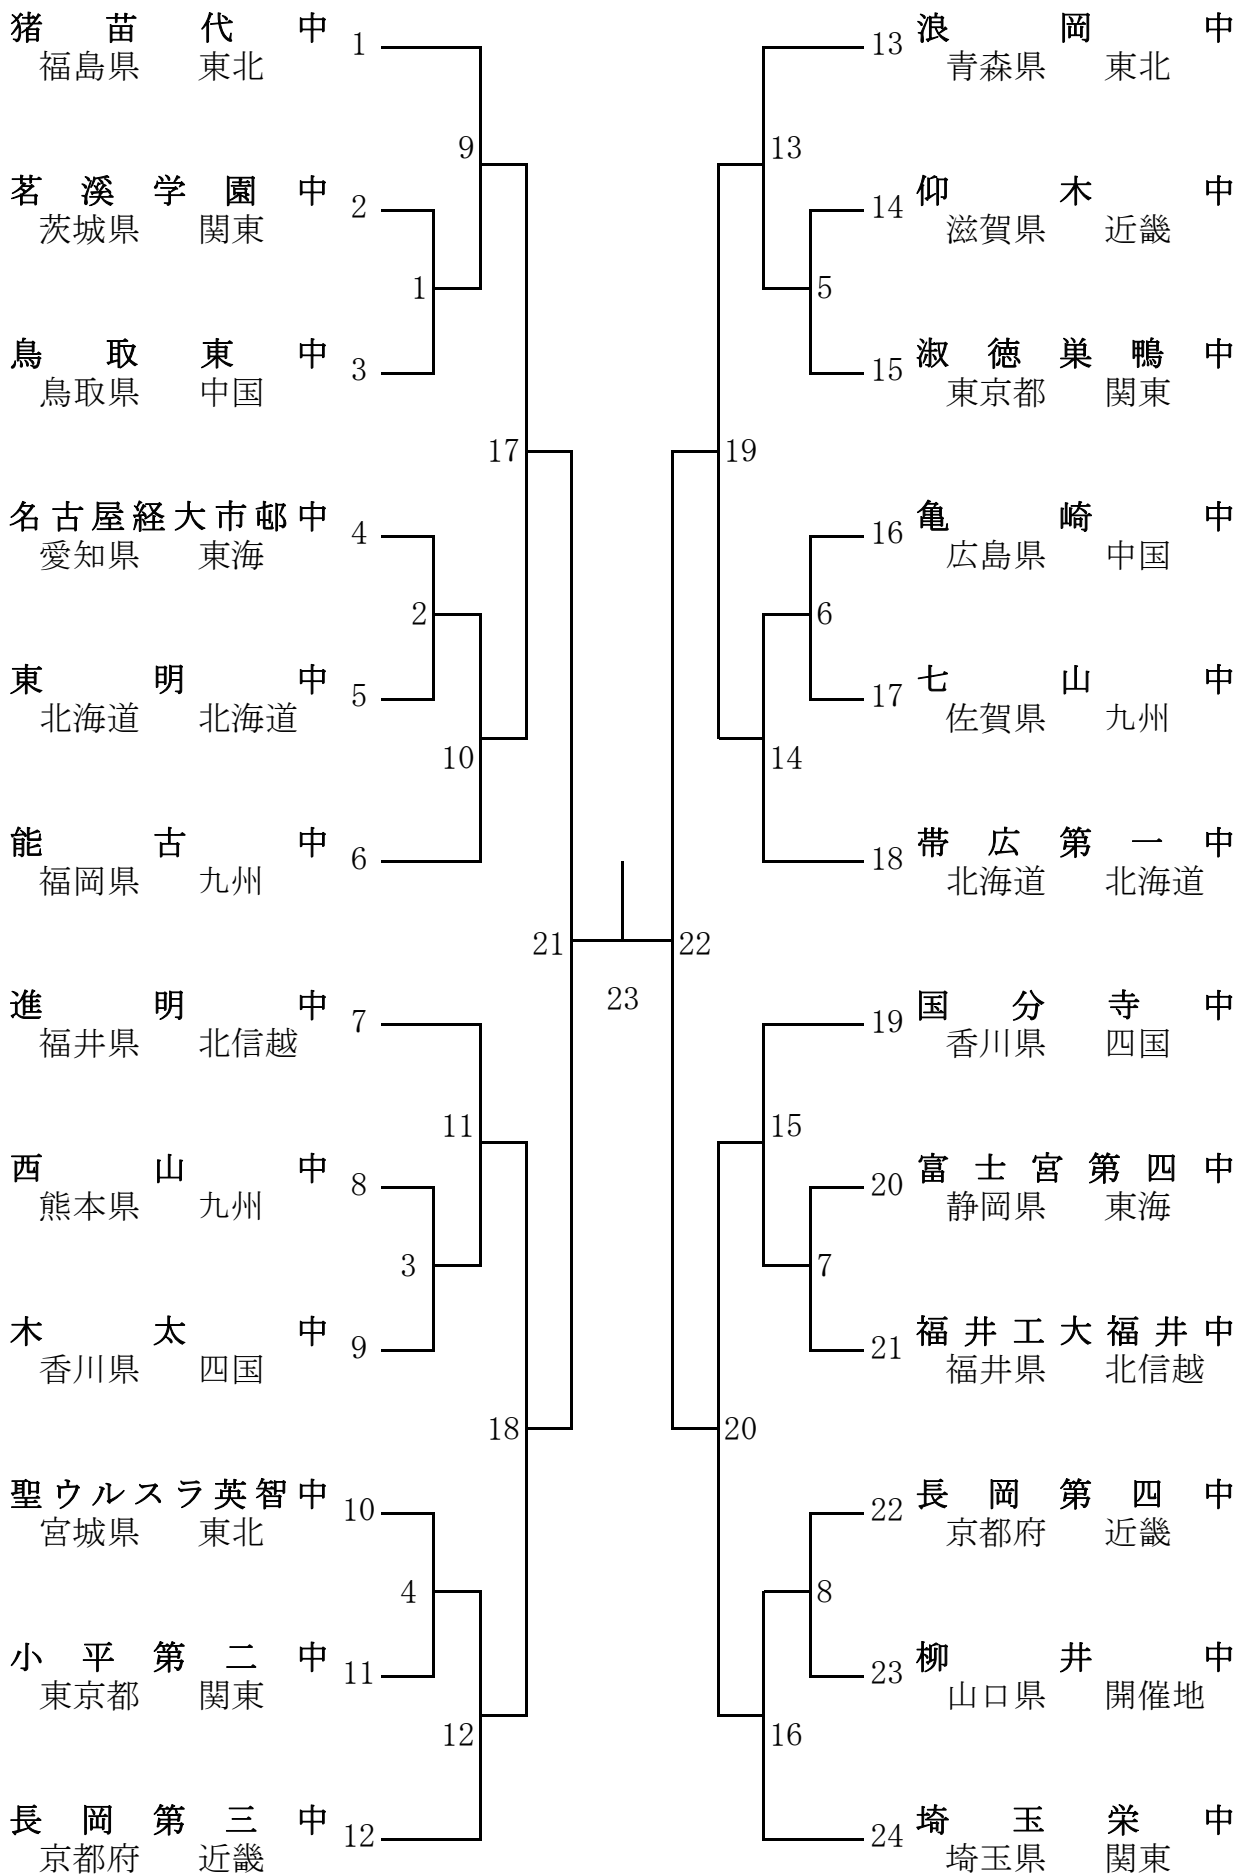 猪苗代中 1
福島県 東北
9
茗溪学園中 2
茨城県 関東
1
鳥取東中 3
鳥取県 中国
17
名古屋経大市邨中 4
愛知県 東海
2
東明中 5
北海道 北海道
10
能古中 6
福岡県 九州
21
進明中 7
福井県 北信越
11
西山中 8
熊本県 九州
3
木太中 9
香川県 四国
18
聖ウルスラ英智中 10
宮城県 東北
4
小平第二中 11
東京都 関東
12
長岡第三中 12
京都府 近畿
23
13 浪岡中
青森県 東北
13
14 仰木中
滋賀県 近畿
5
15 淑徳巣鴨中
東京都 関東
19
16 亀崎中
広島県 中国
6
17 七山中
佐賀県 九州
14
18 帯広第一中
北海道 北海道
22
19 国分寺中
香川県 四国
15
20 富士宮第四中
静岡県 東海
7
21 福井工大福井中
福井県 北信越
20
22 長岡第四中
京都府 近畿
8
23 柳井中
山口県 開催地
16
24 埼玉栄中
埼玉県 関東